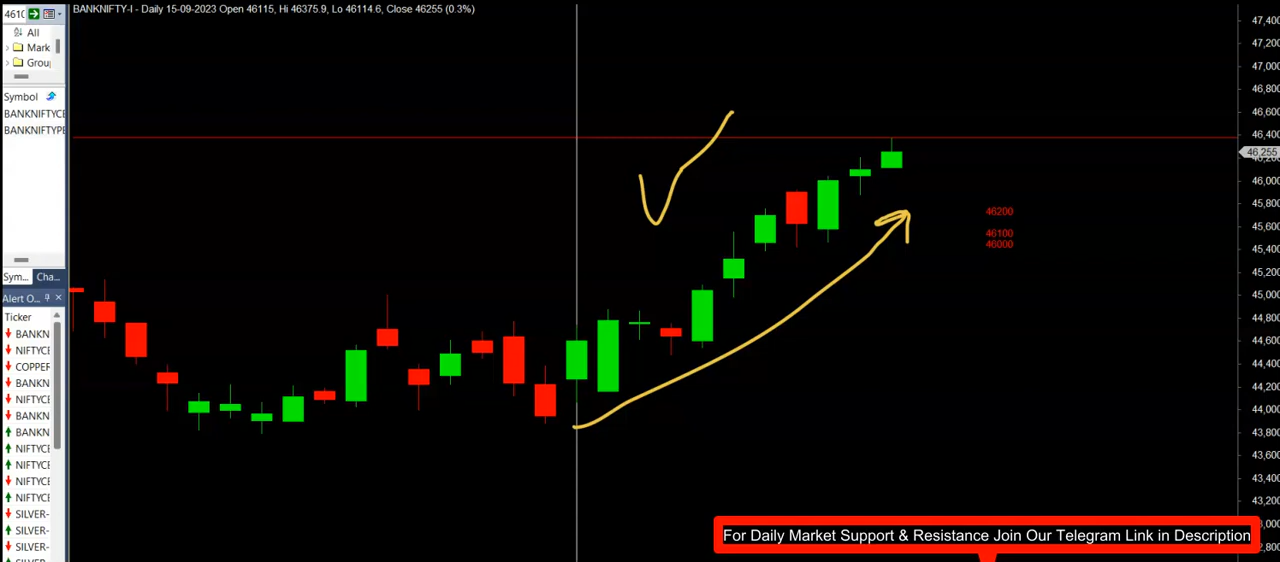 4610
BANKNIFTY-I - Daily 15-09-2023 Open 46115, Hi 46375.9, Lo 46114.6, Close 46255 (0.3%)
All
Mark
Grou
Symbol
BANKNIFTYCE
BANKNIFTYPE
Sym... Cha...
Alert O...
Ticker
BANKN
NIFTYCE
COPPER
BANKN
NIFTYCE
BANKN
BANKN
NIFTYCE
NIFTYCE
NIFTYCE
NIFTYCE
SILVER-
SILVER-
SILVER-
NIFTYCE
47,400
47,200
47,000
46,800
46,600
46,400
46,255
46,200
46,000
45,800
45,600
45,400
45,200
45,000
44,800
44,600
44,400
44,200
44,000
43,800
43,600
43,400
43,200
43,000
46200
46100
46000
For Daily Market Support & Resistance Join Our Telegram Link in Description